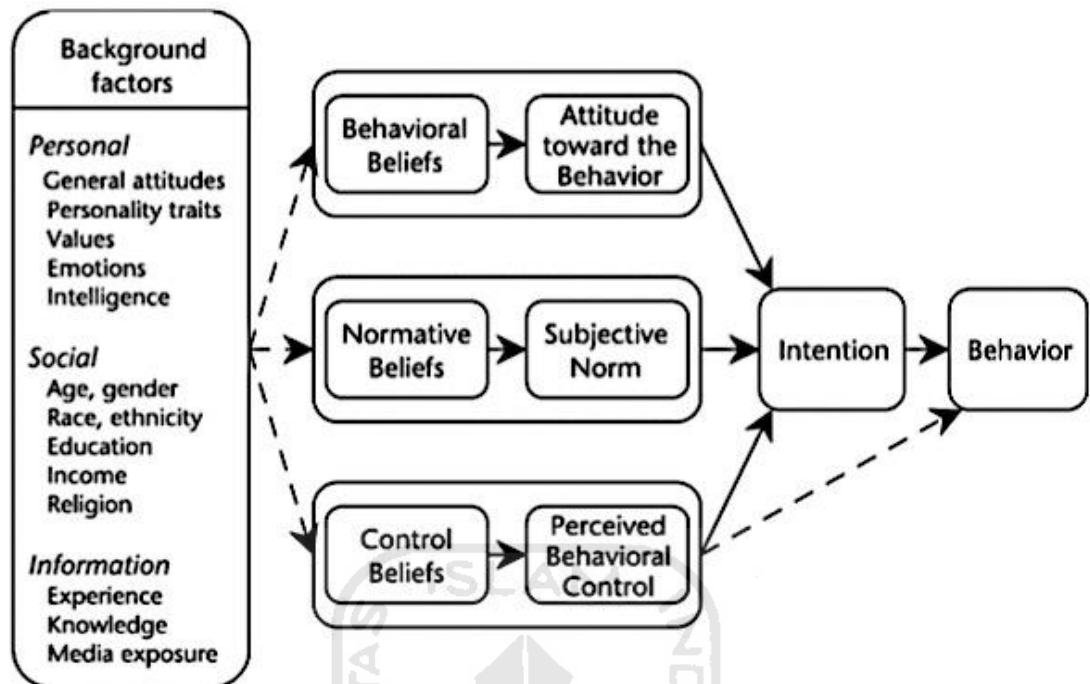 Background
factors
Personal
General attitudes
Personality traits
Values
Emotions
Intelligence
Social
Age, gender
Race, ethnicity
Education
Income
Religion
Information
Experience
Knowledge
Media exposure
Behavioral
Beliefs
Attitude
toward the
Behavior
Normative
Beliefs
Subjective
Norm
Control
Beliefs
Perceived
Behavioral
Control
Intention
Behavior
ISLAM